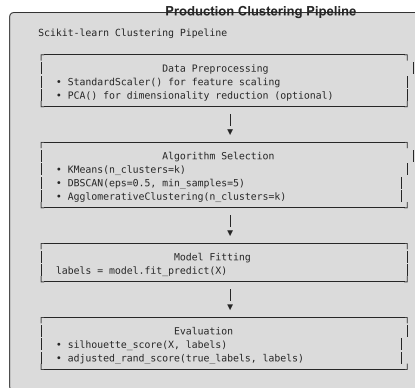 Production Clustering Pipeline
Scikit-learn Clustering Pipeline
Data Preprocessing
• StandardScaler() for feature scaling
• PCA() for dimensionality reduction (optional)
Algorithm Selection
• KMeans(n_clusters=k)
• DBSCAN(eps=0.5, min_samples=5)
• AgglomerativeClustering(n_clusters=k)
Model Fitting
labels = model.fit_predict(X)
Evaluation
• silhouette_score(X, labels)
• adjusted_rand_score(true_labels, labels)